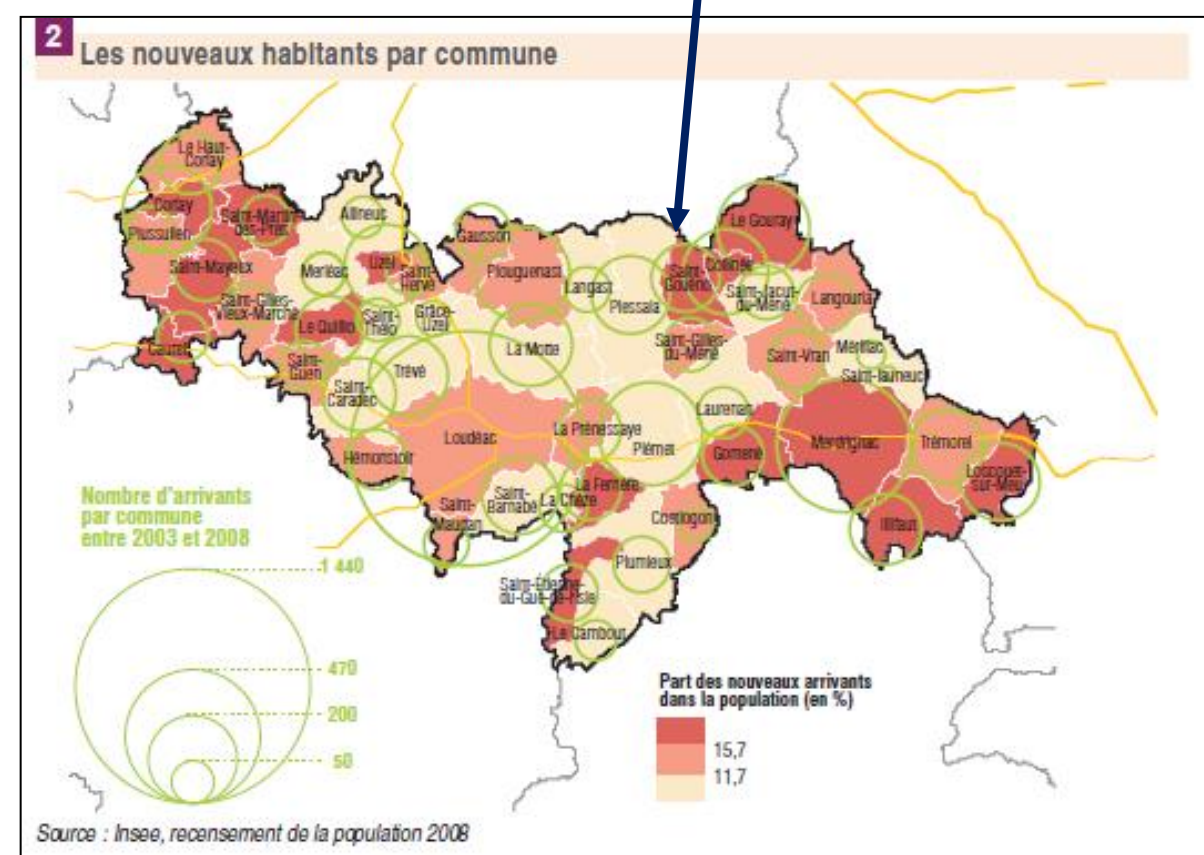 2
Les nouveaux habitants par commune
Le Haut-
Corlay
Corlay
Saint-Martin-
des-Prés
Plussulien
Saint-Mayeux
Saint-Gilles-
Vieux-Marché
Caurel
Allineuc
Merléac
Uzel
Saint-
Hervé
Le Quillio
Saint-
Thélo
Grâce-
Uzel
Saint-
Guen
Saint-
Caradec
Trévé
Hémonstoir
Loudéac
Gausson
Plouguenast
Langast
Plessala
La Motte
Saint-
Gouéno
Collinée
Le Gouray
Saint-Jacut-
du-Mené
Langourla
Saint-Gilles-
du-Mené
Saint-Vran
Mérillac
Saint-launeuc
Laurenan
La Prénessaye
Plémet
Gomené
Merdrignac
Trémorel
Loscouët-
sur-Meu
Illifaut
Saint-
Maudan
Saint-
Barnabé
La Chèze
La Ferrière
Coëtlogon
Plumieux
Saint-Étienne-
du-Gué-de-l'Isle
Le Cambout
Nombre d'arrivants
par commune
entre 2003 et 2008
1 440
470
200
50
Part des nouveaux arrivants
dans la population (en %)
15,7
11,7
Source : Insee, recensement de la population 2008